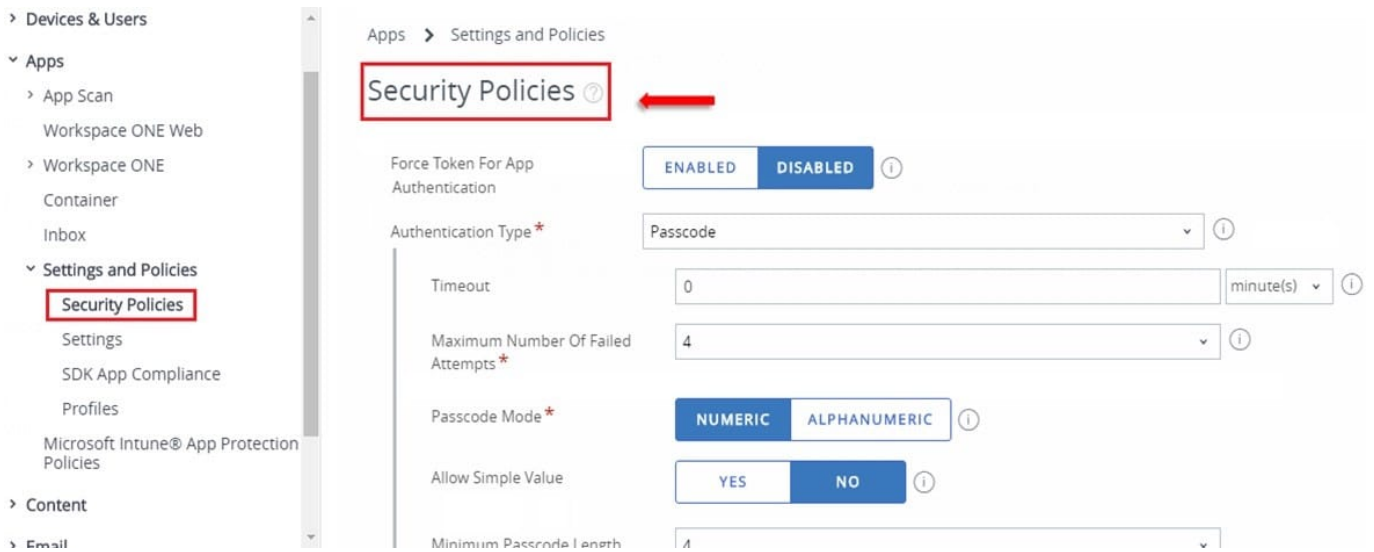 Devices & Users
Apps
App Scan
Workspace ONE Web
Workspace ONE
Container
Inbox
Settings and Policies
Security Policies
Settings
SDK App Compliance
Profiles
Microsoft Intune® App Protection
Policies
Content
Email
Apps > Settings and Policies
Security Policies
Force Token For App
Authentication
ENABLED DISABLED
Authentication Type *
Passcode
Timeout
0 minute(s)
Maximum Number Of Failed
Attempts *
4
Passcode Mode *
NUMERIC ALPHANUMERIC
Allow Simple Value
YES NO
Minimum Passcode Length
4